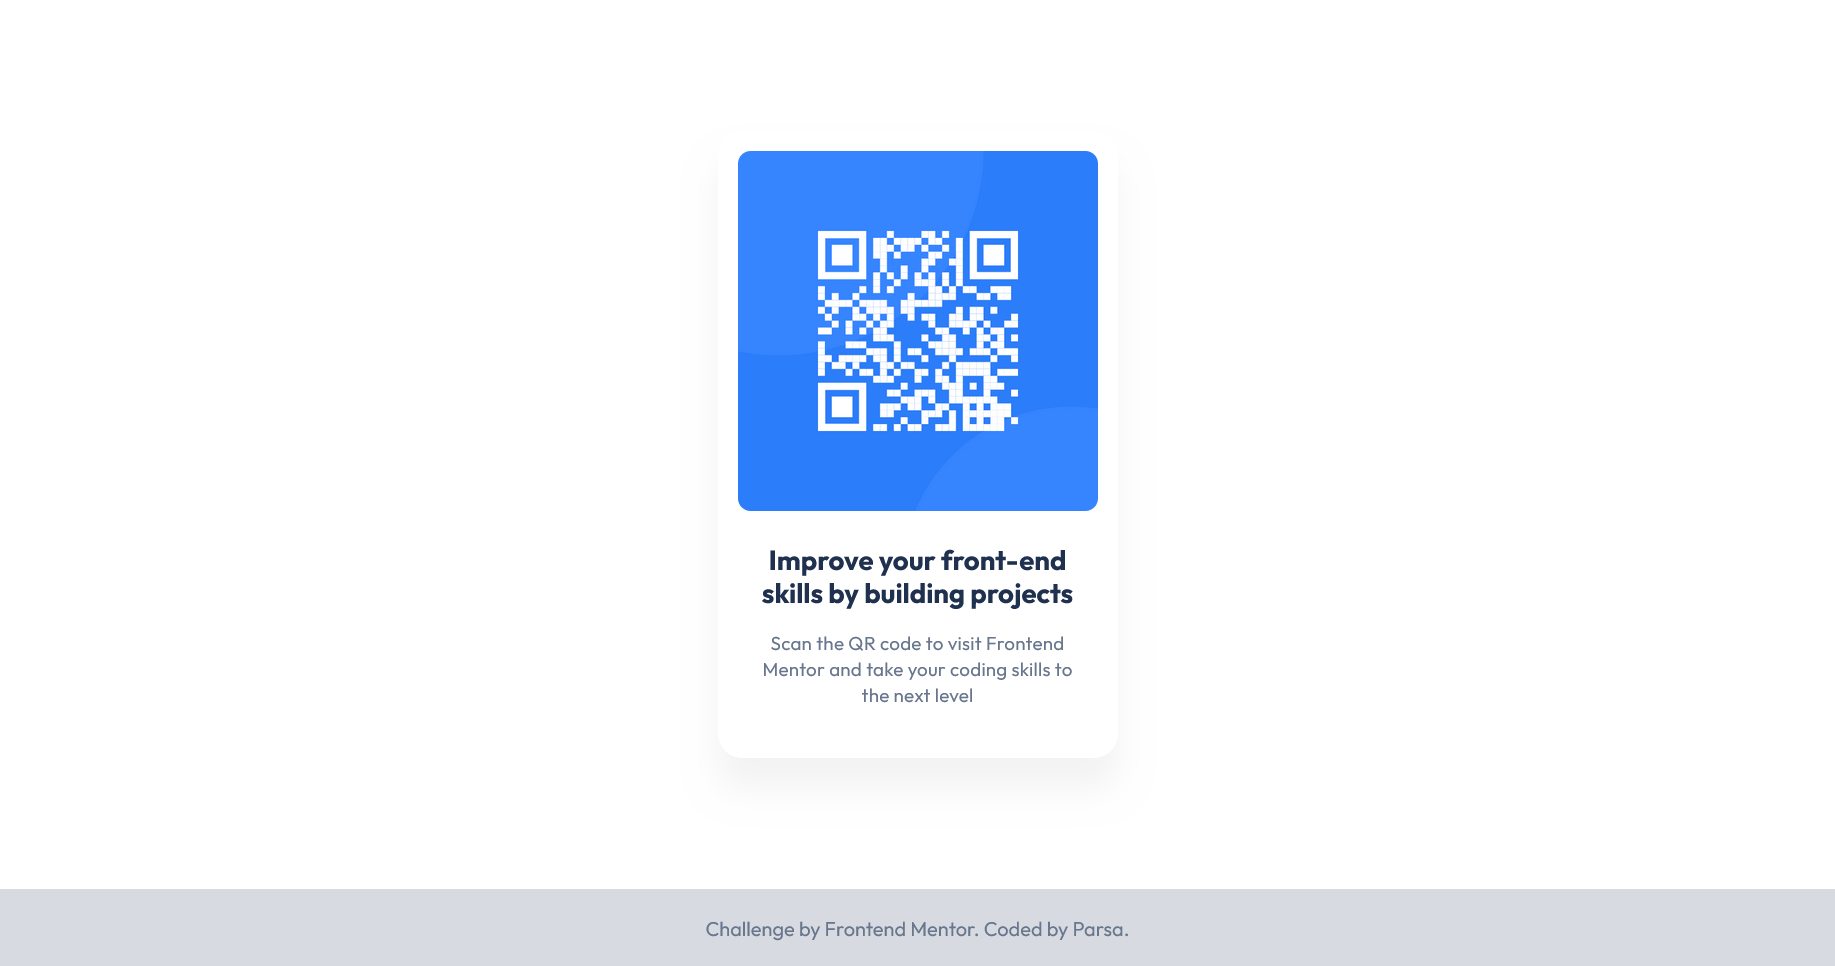 Improve your front-end
skills by building projects
Scan the QR code to visit Frontend
Mentor and take your coding skills to
the next level
Challenge by Frontend Mentor. Coded by Parsa.